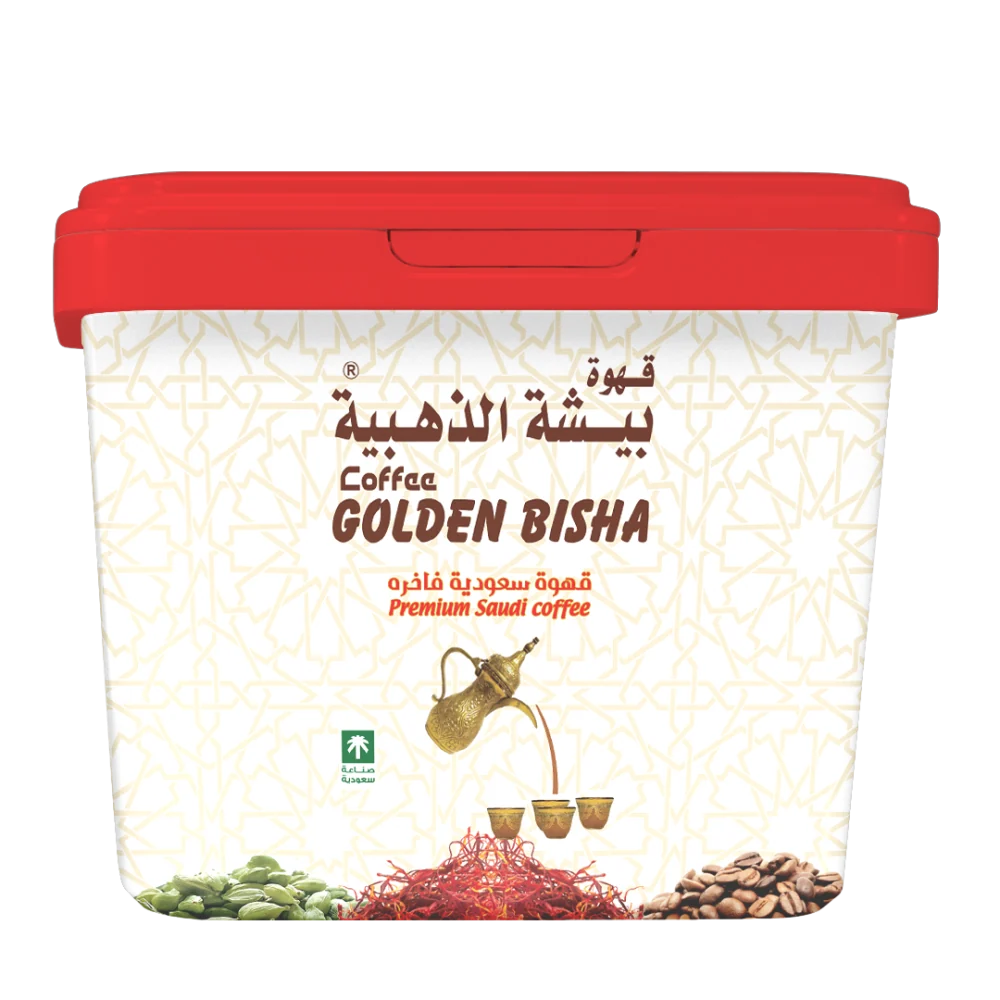 قهوة
بيشة الذهبية ®
Coffee
GOLDEN BISHA
قهوة سعودية فاخره
Premium Saudi coffee
صناعة
سعودية